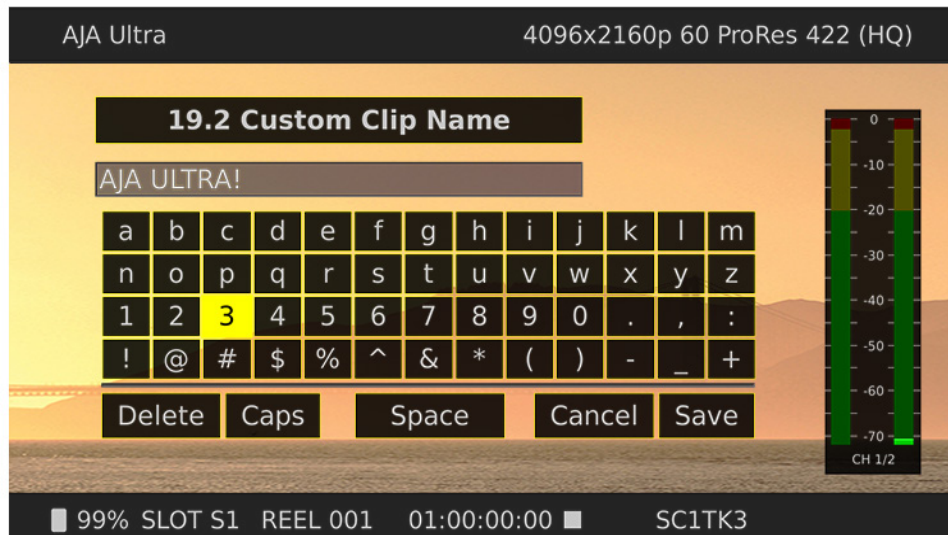 AJA Ultra 4096x2160p 60 ProRes 422 (HQ)
19.2 Custom Clip Name
AJA ULTRA!
a b c d e f g h i j k l m
n o p q r s t u v w x y z
1 2 3 4 5 6 7 8 9 0 . , :
! @ # $ % ^ & * ( ) - _ +
Delete Caps Space Cancel Save
0
-10
-20
-30
-40
-50
-60
-70
CH 1/2
99% SLOT S1 REEL 001 01:00:00:00 SC1TK3